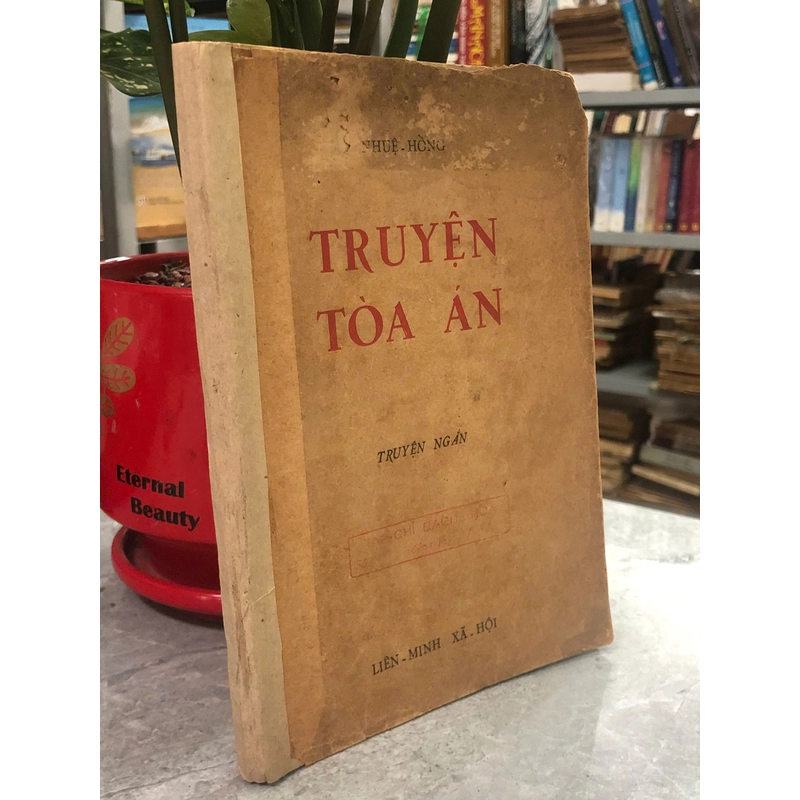 NHUỆ-HỒNG
TRUYỆN
TÒA ÁN
TRUYỆN NGẮN
LIÊN-MINH XÃ-HỘI
Eternal
Beauty